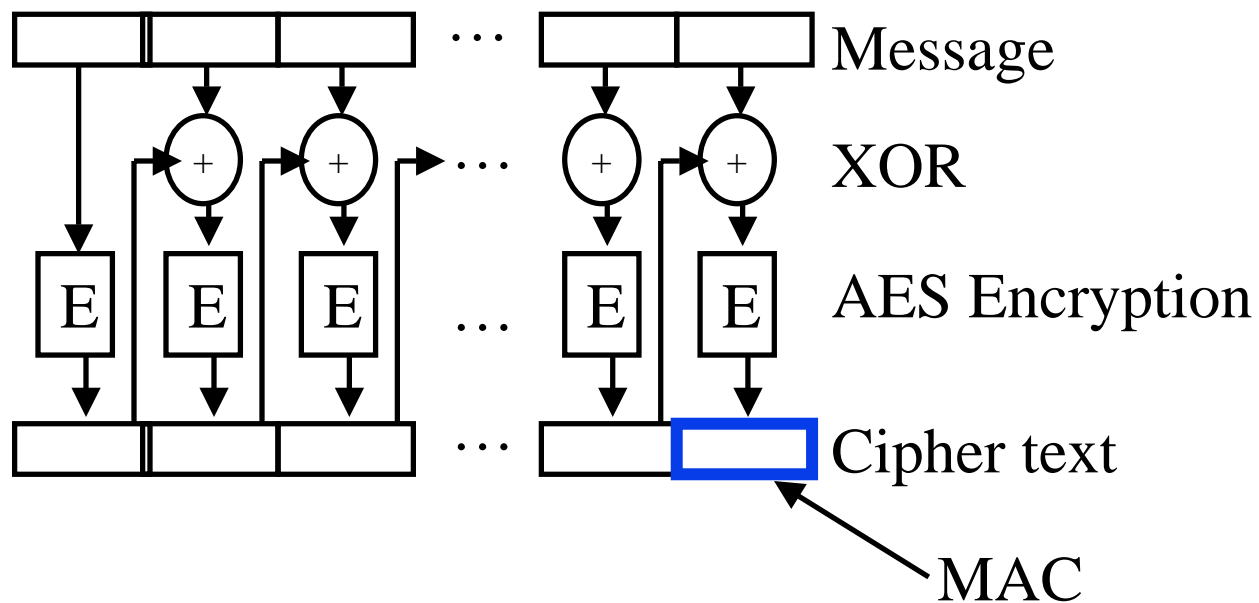 … Message
+ + … + + XOR
E E E … E E AES Encryption
… Cipher text
MAC